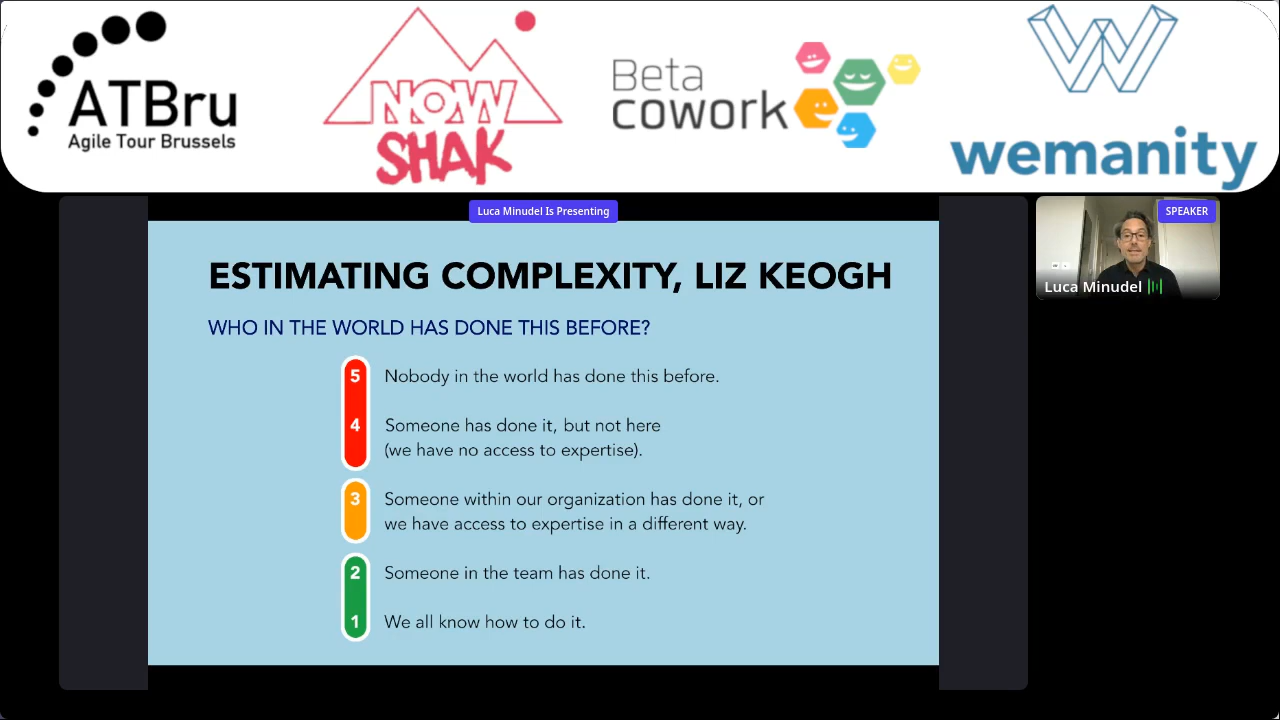 ATBru
Agile Tour Brussels
NOW
SHAK
Beta
cowork
wemanity
Luca Minudel Is Presenting
SPEAKER
Luca Minudel
ESTIMATING COMPLEXITY, LIZ KEOGH
WHO IN THE WORLD HAS DONE THIS BEFORE?
5 Nobody in the world has done this before.
4 Someone has done it, but not here
(we have no access to expertise).
3 Someone within our organization has done it, or
we have access to expertise in a different way.
2 Someone in the team has done it.
1 We all know how to do it.